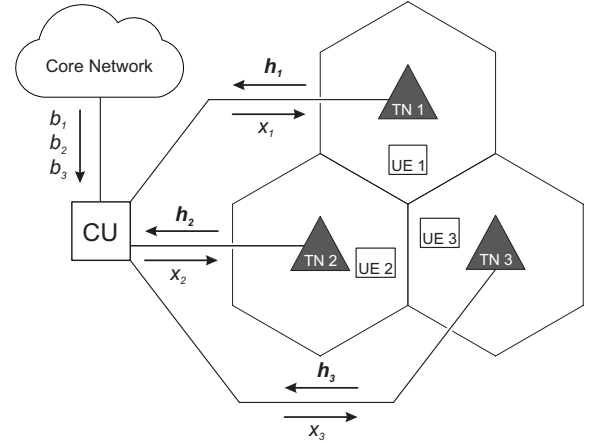 Core Network
b1
b2
b3
CU
h1
x1
TN 1
UE 1
h2
x2
TN 2
UE 2
UE 3
TN 3
h3
x3